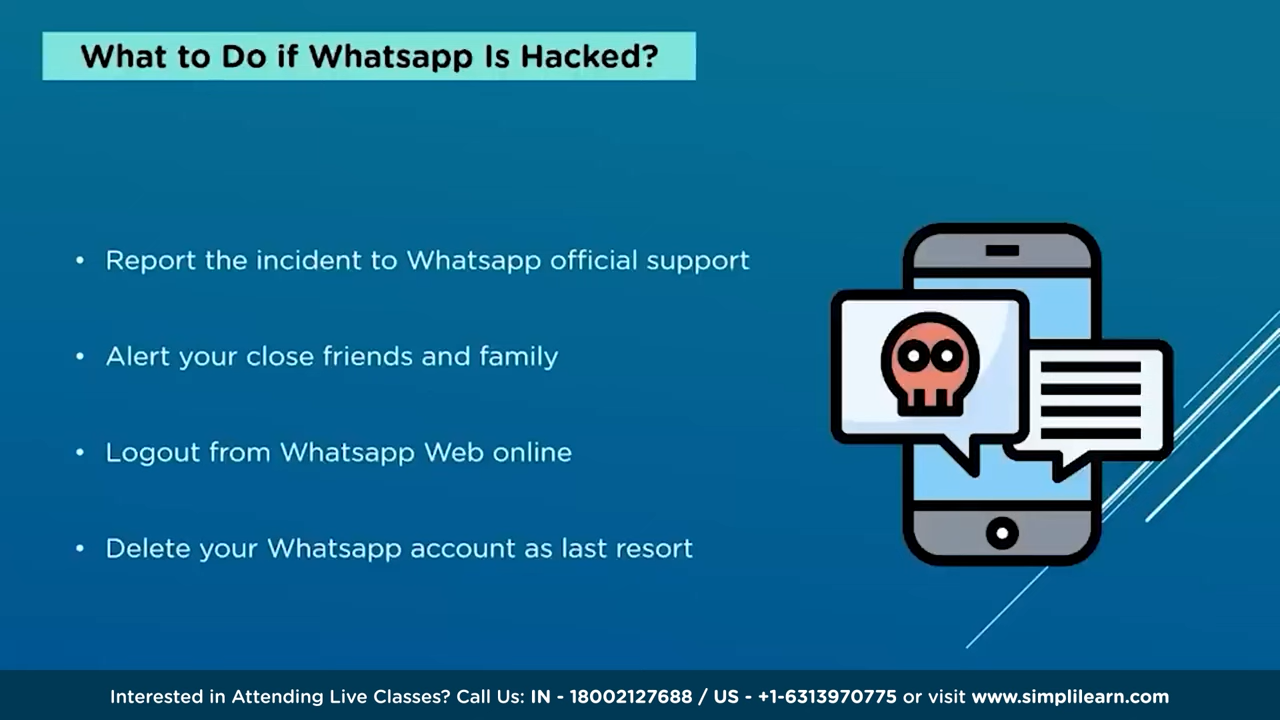 What to Do if Whatsapp Is Hacked?
• Report the incident to Whatsapp official support
• Alert your close friends and family
• Logout from Whatsapp Web online
• Delete your Whatsapp account as last resort
Interested in Attending Live Classes? Call Us: IN - 18002127688 / US - +1-6313970775 or visit www.simplilearn.com